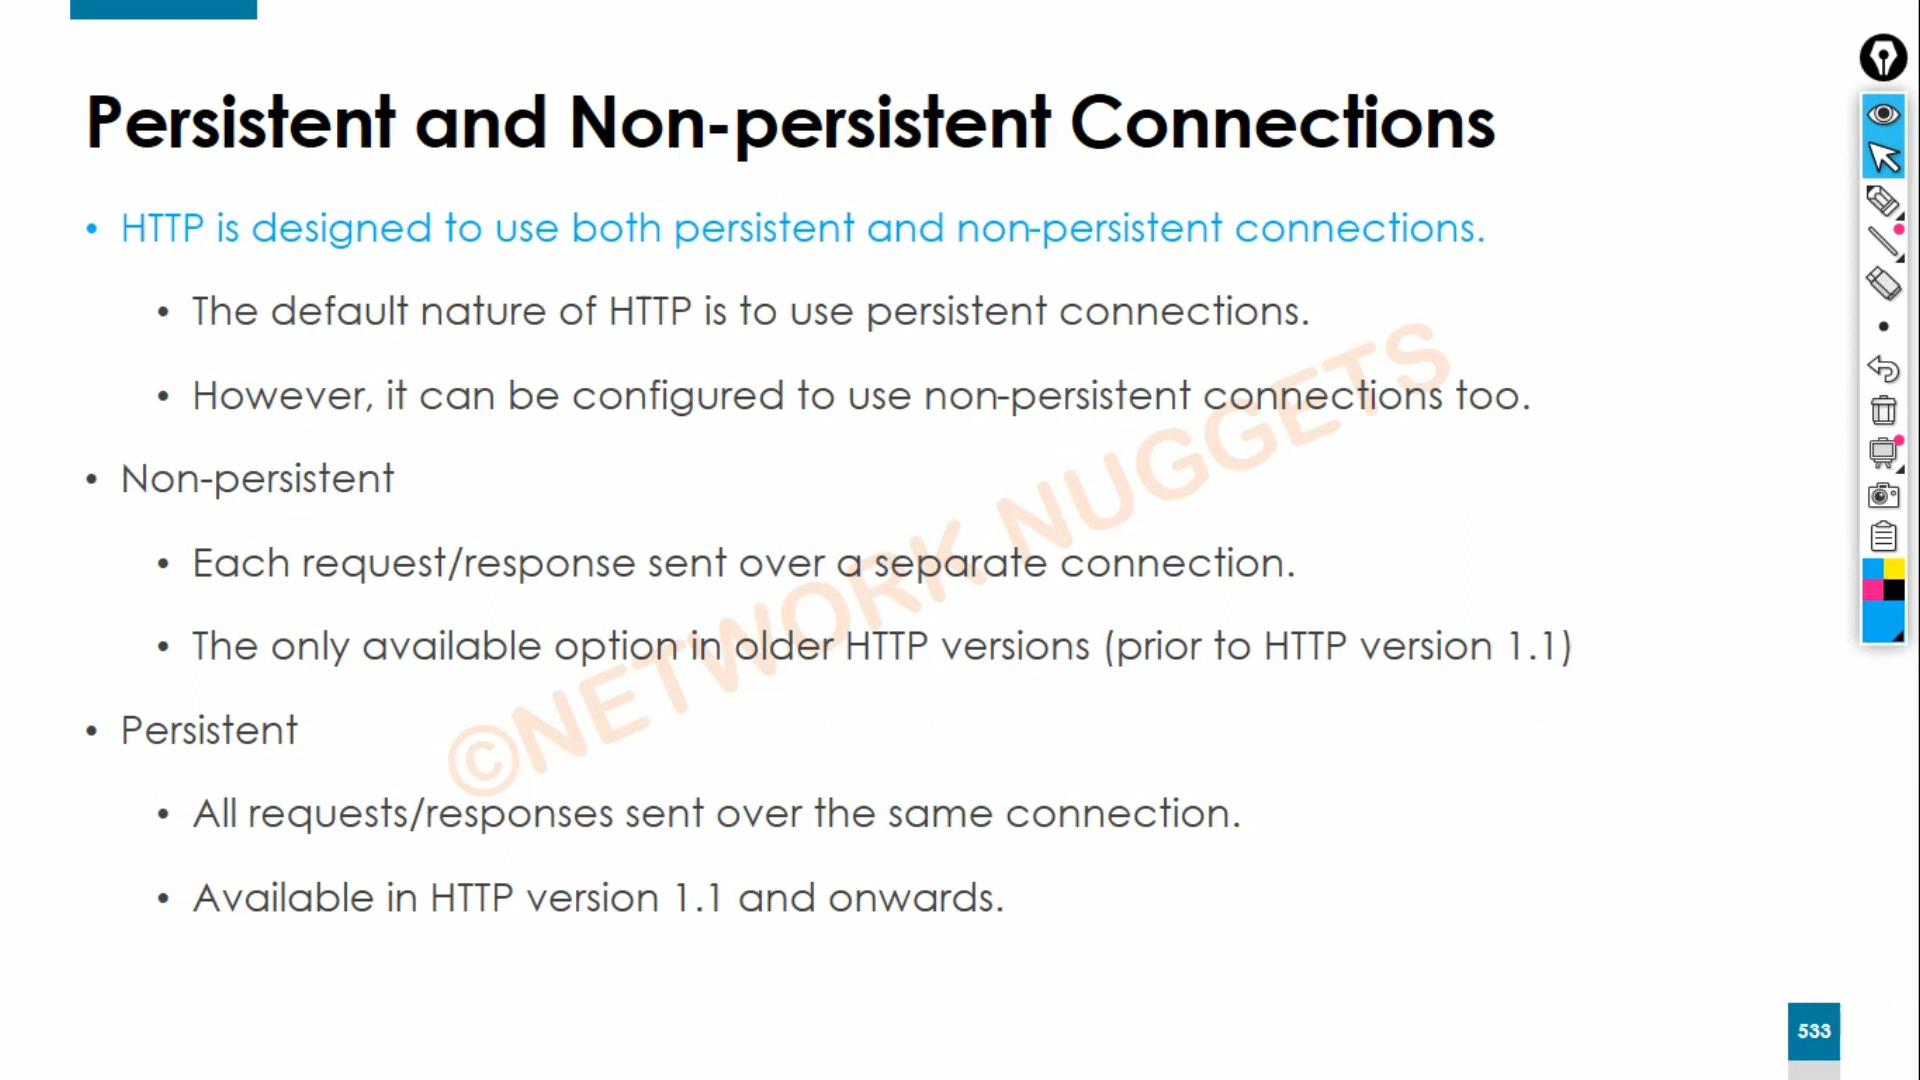 Persistent and Non-persistent Connections
• HTTP is designed to use both persistent and non-persistent connections.
• The default nature of HTTP is to use persistent connections.
• However, it can be configured to use non-persistent connections too.
• Non-persistent
• Each request/response sent over a separate connection.
• The only available option in older HTTP versions (prior to HTTP version 1.1)
• Persistent
• All requests/responses sent over the same connection.
• Available in HTTP version 1.1 and onwards.
©NETWORK NUGGETS
533